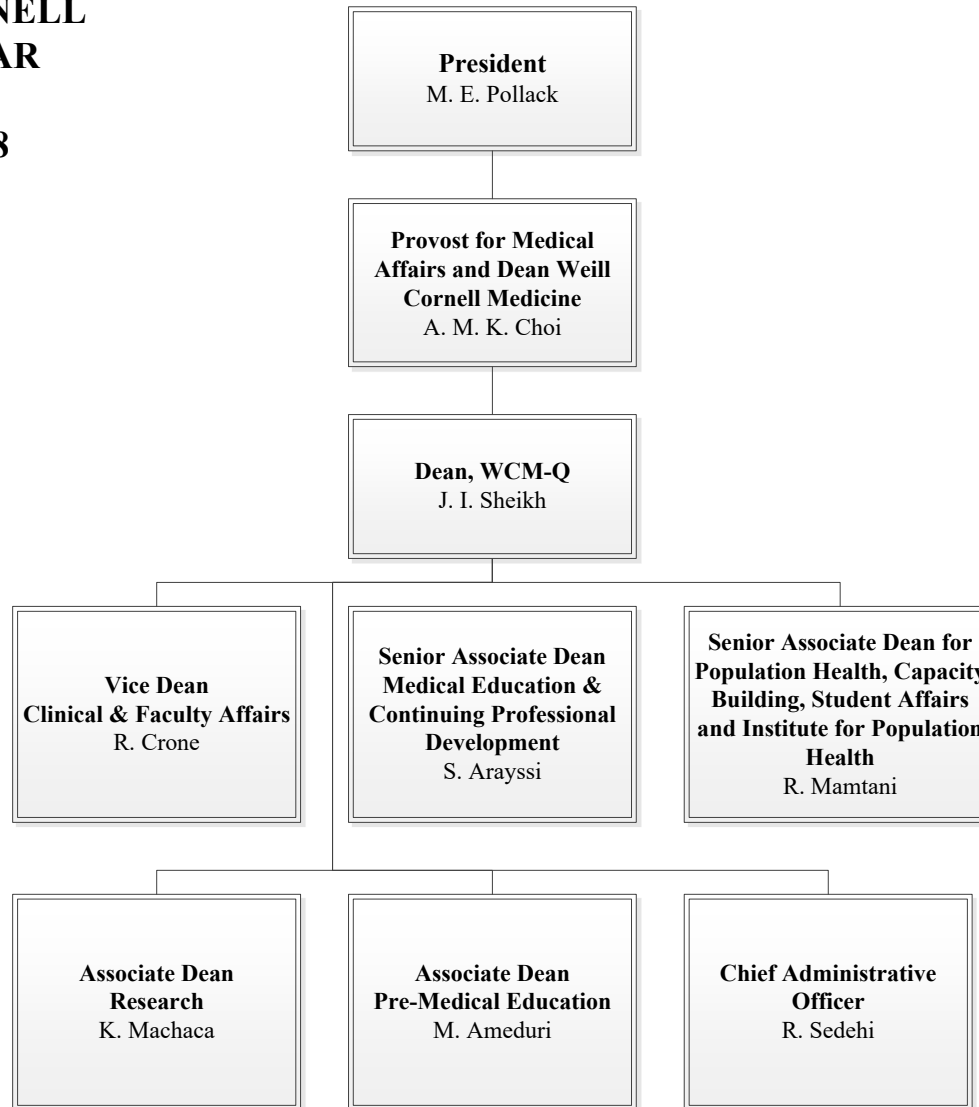 President
M. E. Pollack
Provost for Medical
Affairs and Dean Weill
Cornell Medicine
A. M. K. Choi
Dean, WCM-Q
J. I. Sheikh
Vice Dean
Clinical & Faculty Affairs
R. Crone
Senior Associate Dean
Medical Education &
Continuing Professional
Development
S. Arayssi
Senior Associate Dean for
Population Health, Capacity
Building, Student Affairs
and Institute for Population
Health
R. Mamtani
Associate Dean
Research
K. Machaca
Associate Dean
Pre-Medical Education
M. Ameduri
Chief Administrative
Officer
R. Sedehi